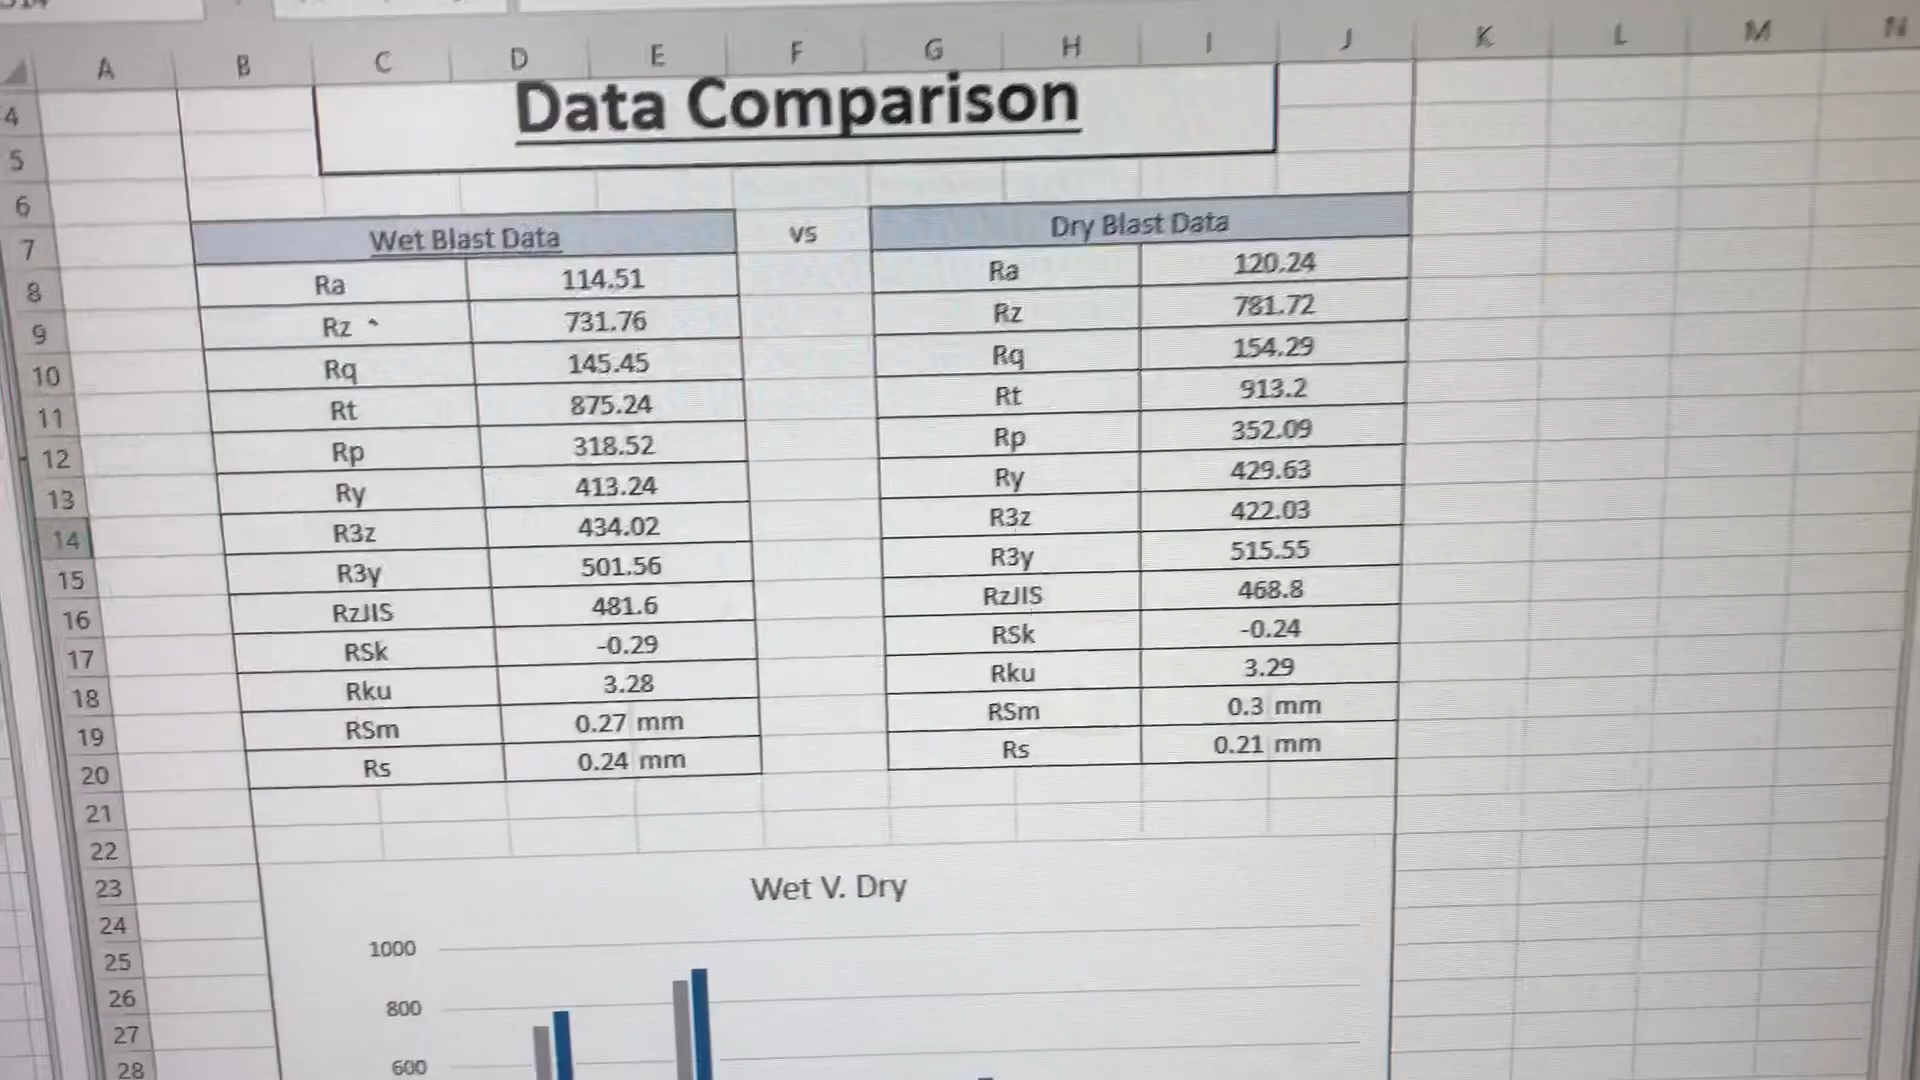 A B C D E F G H I J K L M N
4 Data Comparison
5
6
7 Wet Blast Data vs Dry Blast Data
8 Ra 114.51 Ra 120.24
9 Rz 731.76 Rz 781.72
10 Rq 145.45 Rq 154.29
11 Rt 875.24 Rt 913.2
12 Rp 318.52 Rp 352.09
13 Ry 413.24 Ry 429.63
14 R3z 434.02 R3z 422.03
15 R3y 501.56 R3y 515.55
16 RzJIS 481.6 RzJIS 468.8
17 RSk -0.29 RSk -0.24
18 Rku 3.28 Rku 3.29
19 RSm 0.27 mm RSm 0.3 mm
20 Rs 0.24 mm Rs 0.21 mm
21
22
23 Wet V. Dry
24
25 1000
26
27 800
28 600